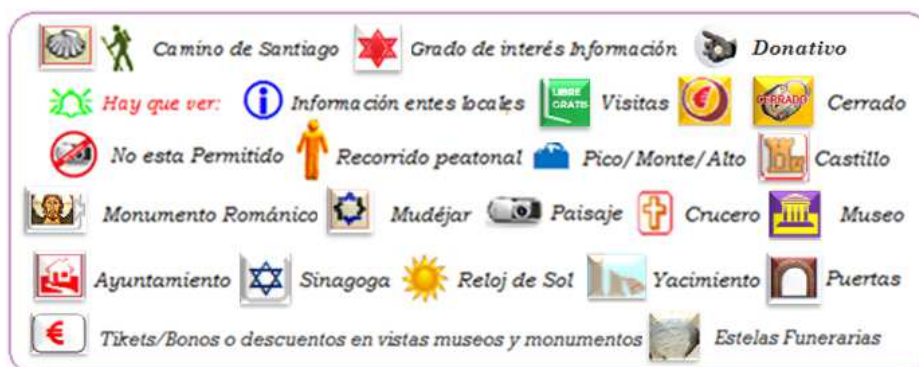 Camino de Santiago Grado de interés Información Donativo
Hay que ver: Información entes locales LIBRE GRATIS Visitas € CERRADO Cerrado
No esta Permitido Recorrido peatonal Pico/Monte/Alto Castillo
Monumento Románico Mudéjar Paisaje Crucero Museo
Ayuntamiento Sinagoga Reloj de Sol Yacimiento Puertas
€ Tikets/Bonos o descuentos en vistas museos y monumentos Estelas Funerarias